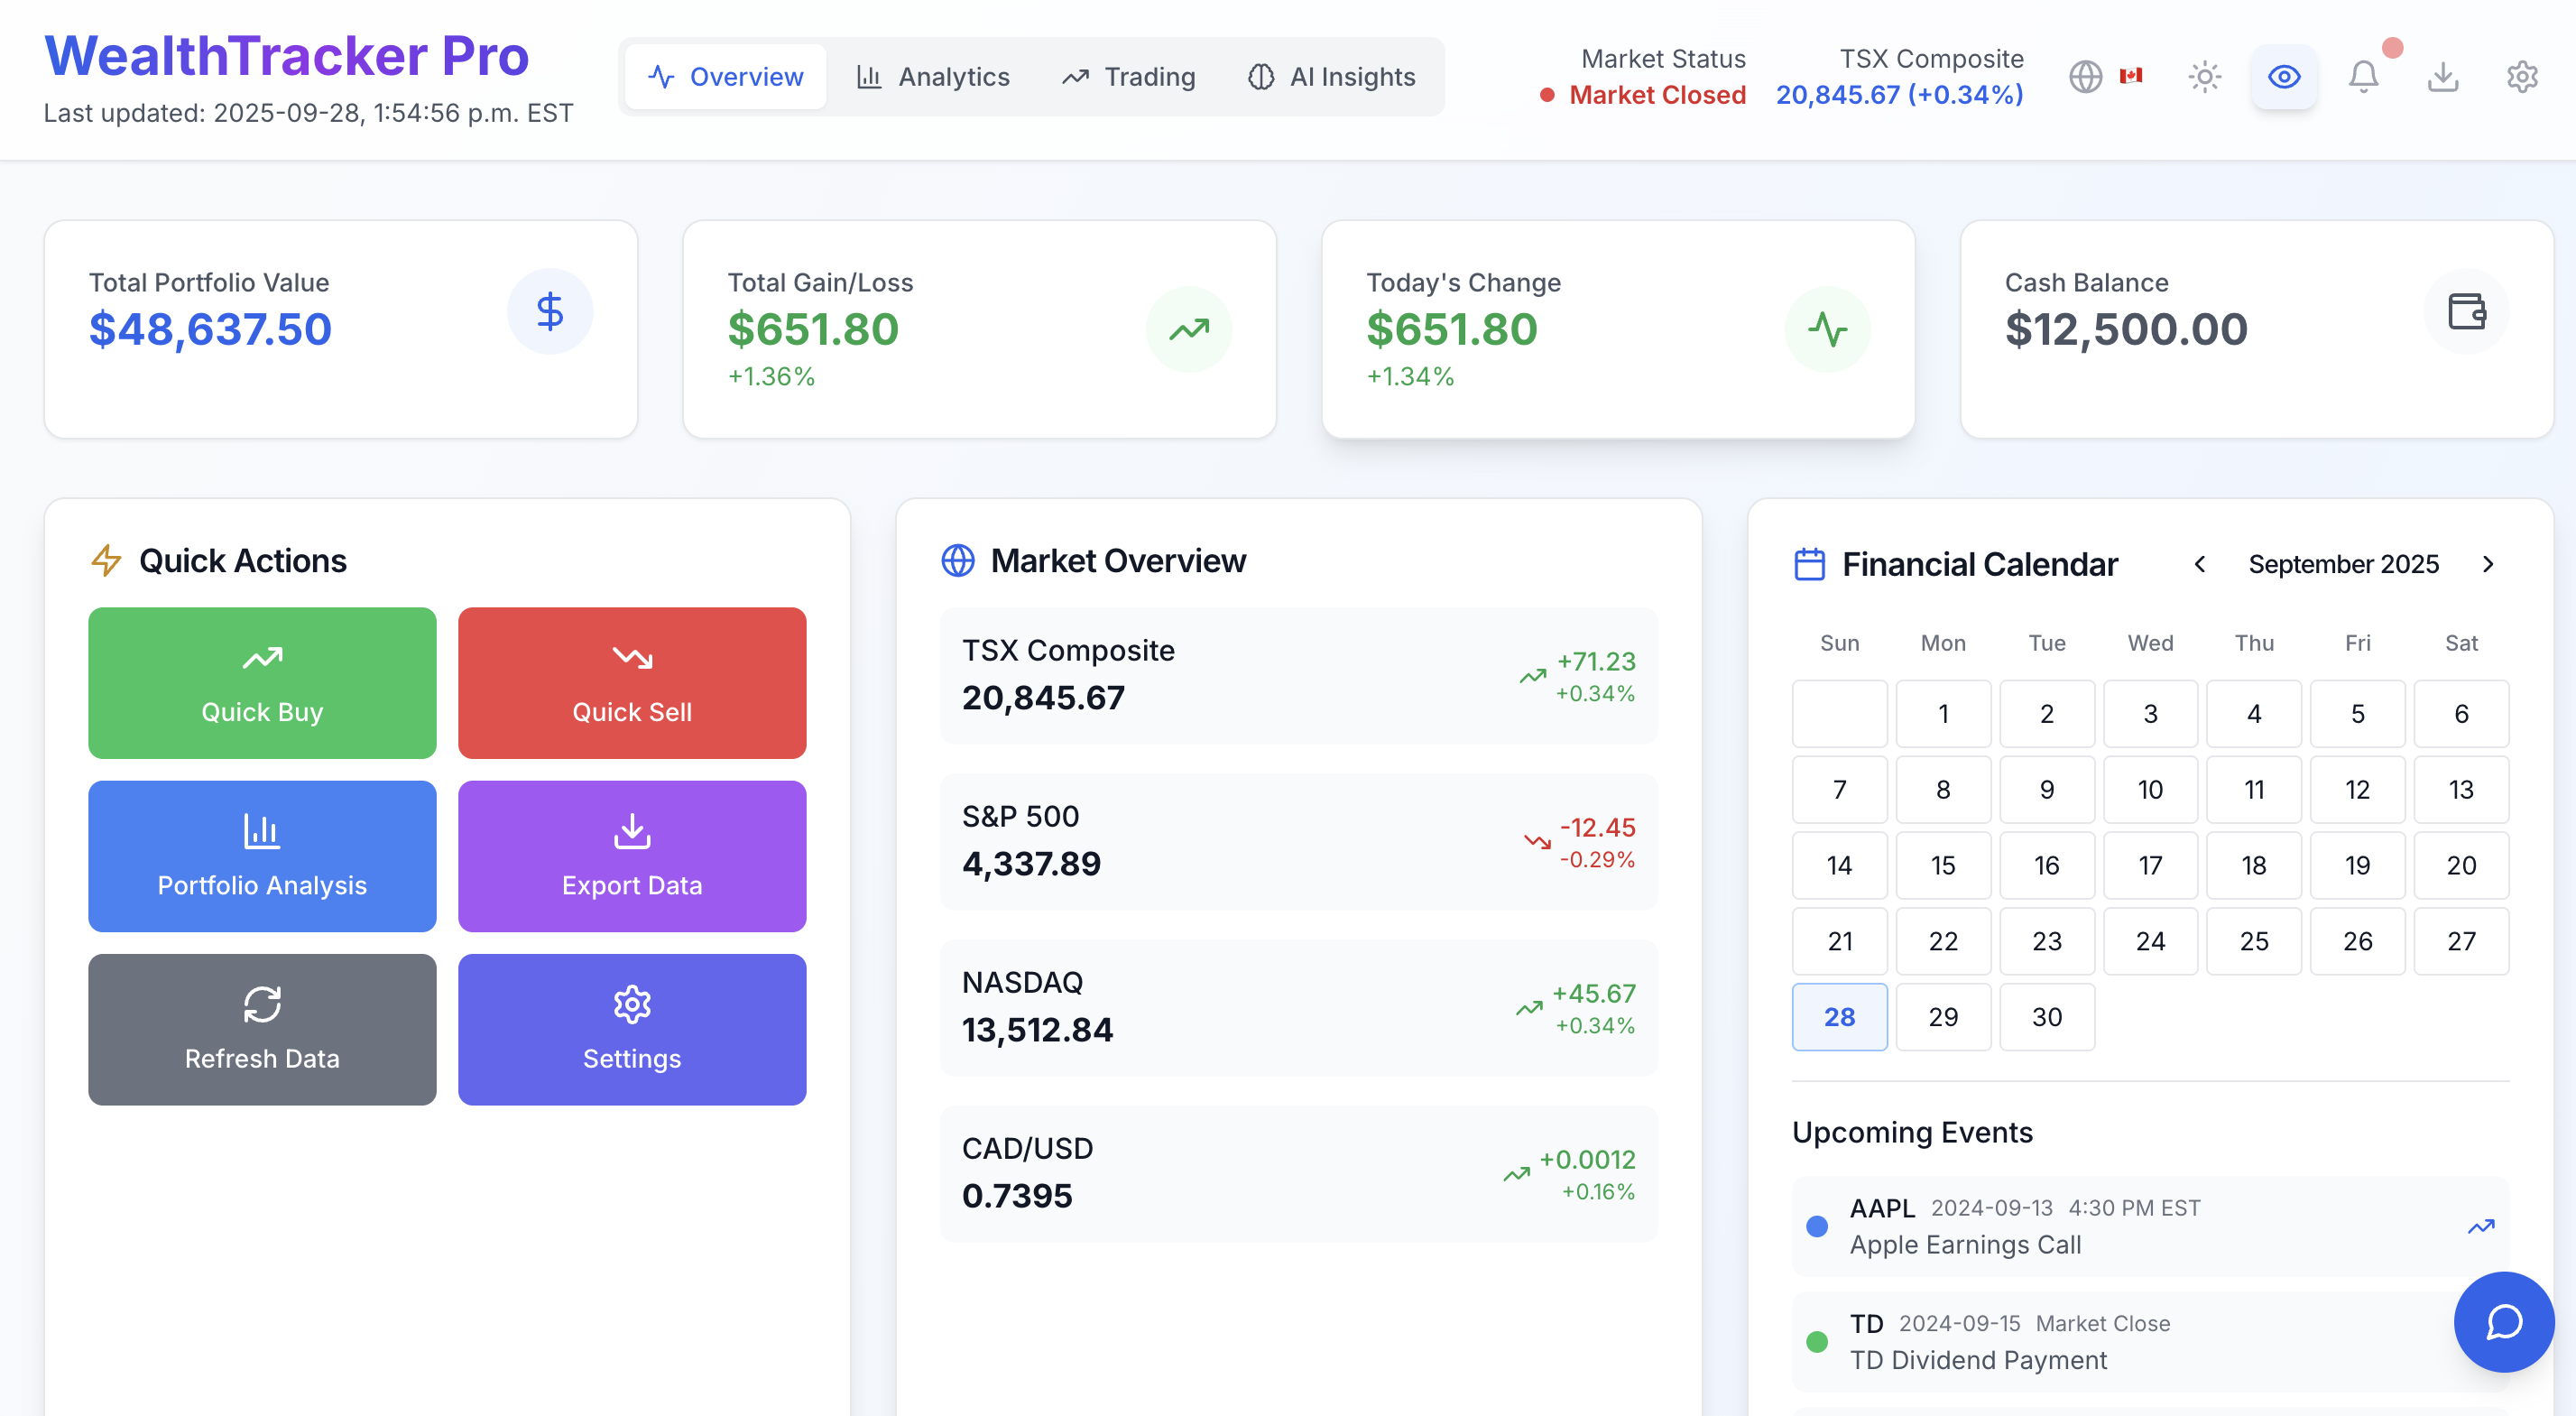 WealthTracker Pro
Last updated: 2025-09-28, 1:54:56 p.m. EST
Overview
Analytics
Trading
AI Insights
Market Status
Market Closed
TSX Composite
20,845.67 (+0.34%)
Total Portfolio Value
$48,637.50
Total Gain/Loss
$651.80
+1.36%
Today's Change
$651.80
+1.34%
Cash Balance
$12,500.00
Quick Actions
Quick Buy
Quick Sell
Portfolio Analysis
Export Data
Refresh Data
Settings
Market Overview
TSX Composite
20,845.67
+71.23
+0.34%
S&P 500
4,337.89
-12.45
-0.29%
NASDAQ
13,512.84
+45.67
+0.34%
CAD/USD
0.7395
+0.0012
+0.16%
Financial Calendar
September 2025
Sun Mon Tue Wed Thu Fri Sat
1 2 3 4 5 6
7 8 9 10 11 12 13
14 15 16 17 18 19 20
21 22 23 24 25 26 27
28 29 30
Upcoming Events
AAPL 2024-09-13 4:30 PM EST
Apple Earnings Call
TD 2024-09-15 Market Close
TD Dividend Payment